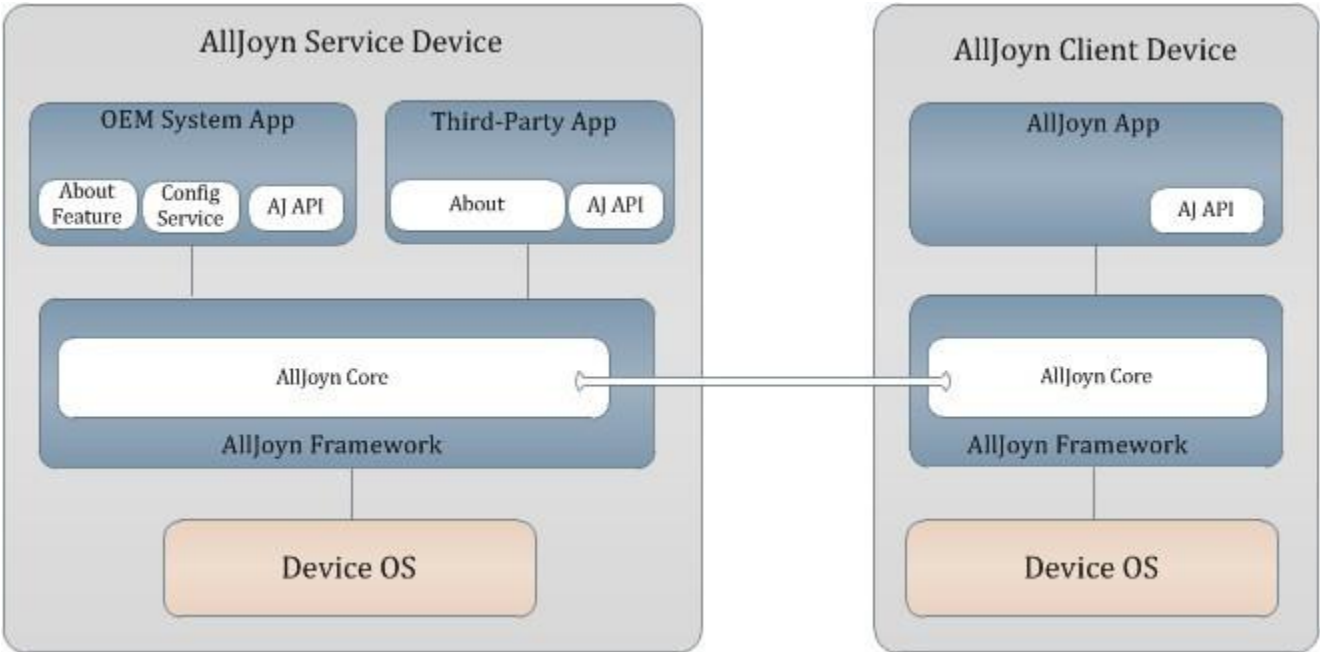 AllJoyn Service Device
OEM System App
About
Feature
Config
Service
AJ API
Third-Party App
About
AJ API
AllJoyn Core
AllJoyn Framework
Device OS
AllJoyn Client Device
AllJoyn App
AJ API
AllJoyn Core
AllJoyn Framework
Device OS